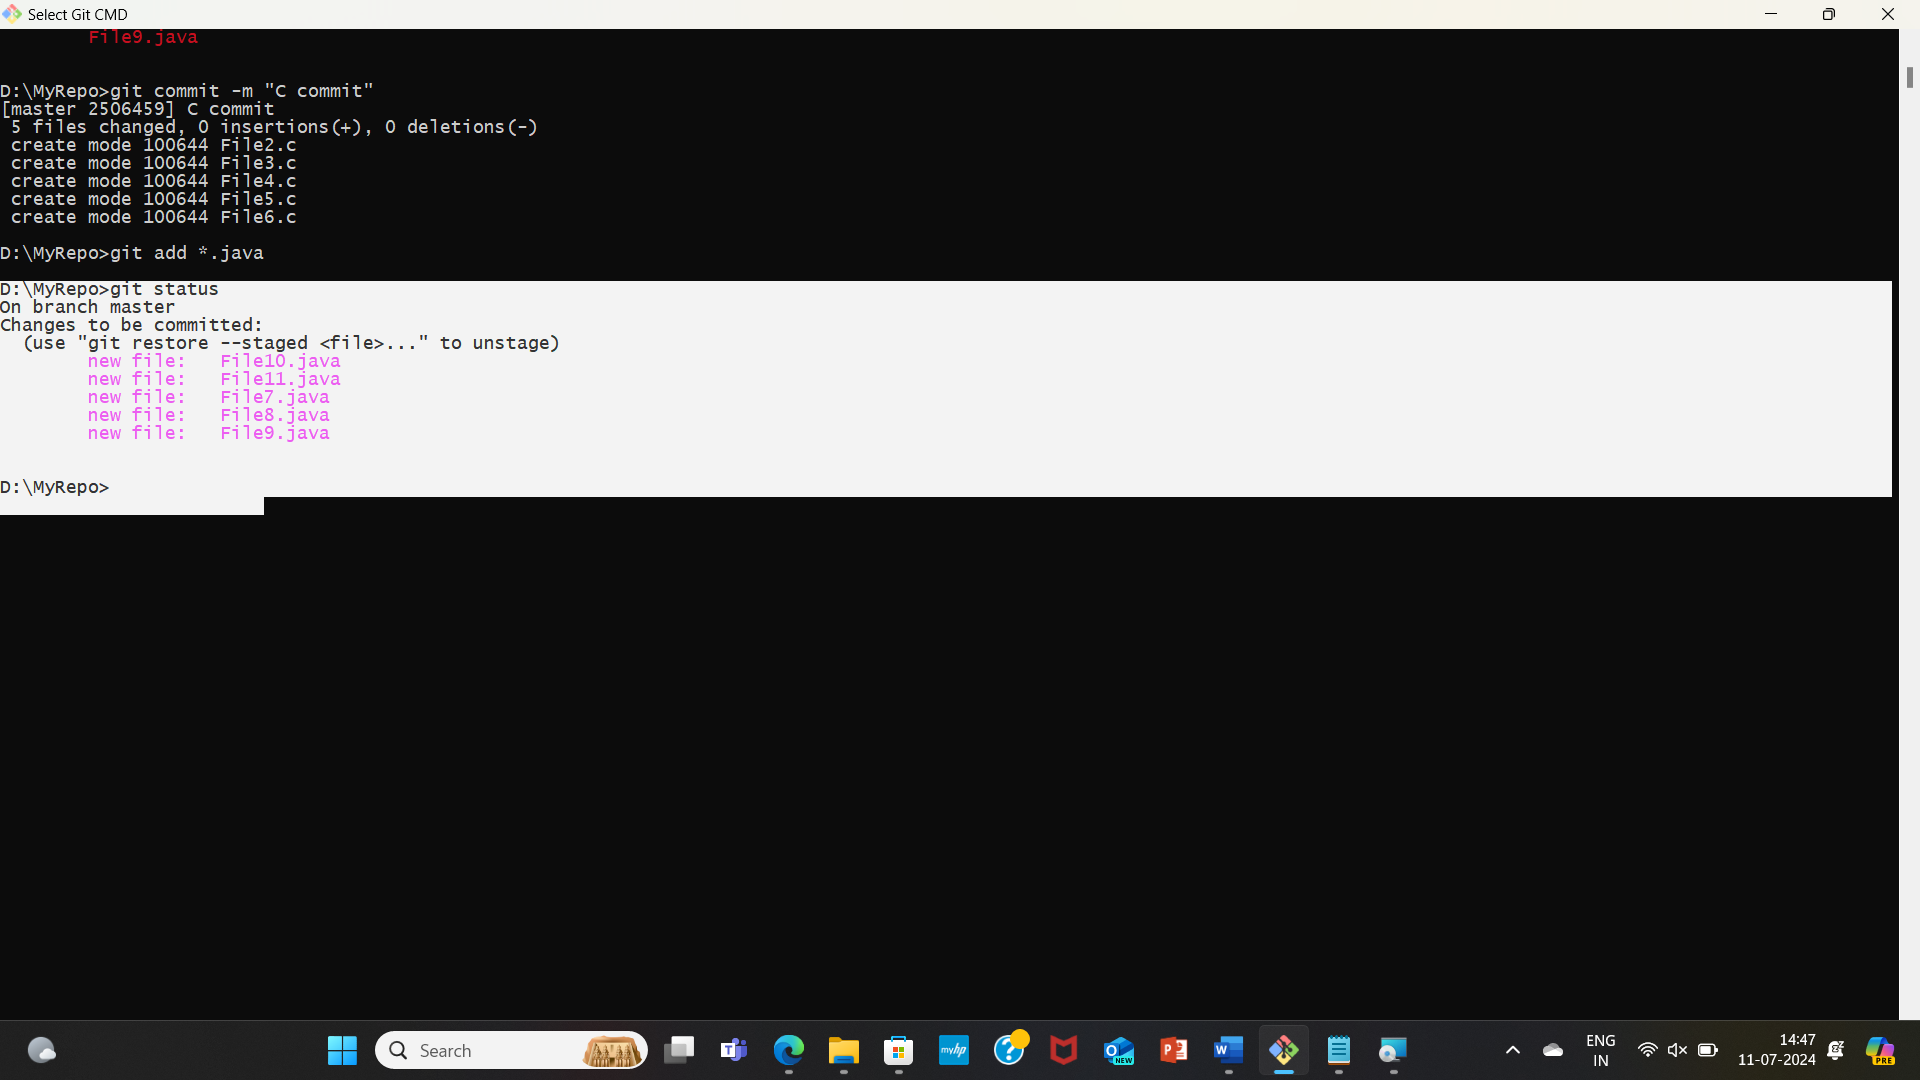 Select Git CMD
File9.java
D:\MyRepo>git commit -m "C commit"
[master 2506459] C commit
5 files changed, 0 insertions(+), 0 deletions(-)
create mode 100644 File2.c
create mode 100644 File3.c
create mode 100644 File4.c
create mode 100644 File5.c
create mode 100644 File6.c
D:\MyRepo>git add *.java
D:\MyRepo>git status
On branch master
Changes to be committed:
(use "git restore --staged <file>..." to unstage)
new file:   File10.java
new file:   File11.java
new file:   File7.java
new file:   File8.java
new file:   File9.java
D:\MyRepo>
Search
myhp
NEW
ENG
IN
14:47
11-07-2024
PRE